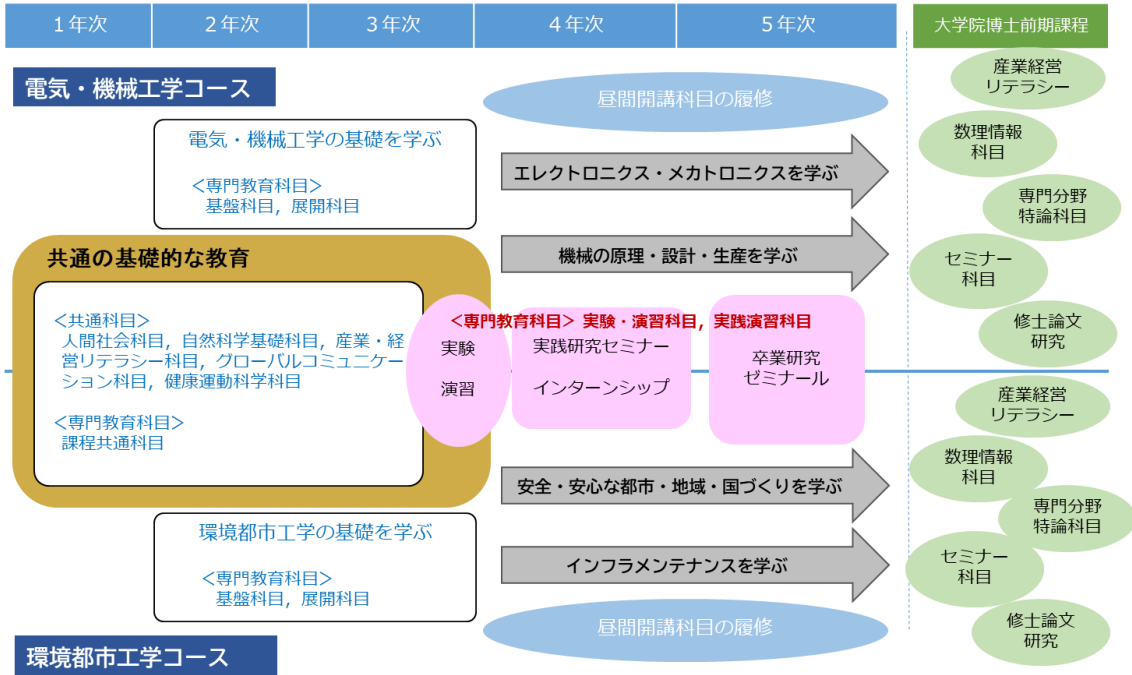 1年次
2年次
3年次
4年次
5年次
大学院博士前期課程
電気・機械工学コース
昼間開講科目の履修
電気・機械工学の基礎を学ぶ
<専門教育科目>
基盤科目，展開科目
エレクトロニクス・メカトロニクスを学ぶ
機械の原理・設計・生産を学ぶ
共通の基礎的な教育
<共通科目>
人間社会科目，自然科学基礎科目，産業・経
営リテラシー科目，グローバルコミュニケー
ション科目，健康運動科学科目
<専門教育科目>
課程共通科目
<専門教育科目> 実験・演習科目，実践演習科目
実験
演習
実践研究セミナー
インターンシップ
卒業研究
ゼミナール
安全・安心な都市・地域・国づくりを学ぶ
環境都市工学の基礎を学ぶ
<専門教育科目>
基盤科目，展開科目
インフラメンテナンスを学ぶ
昼間開講科目の履修
環境都市工学コース
産業経営
リテラシー
数理情報
科目
専門分野
特論科目
セミナー
科目
修士論文
研究
産業経営
リテラシー
数理情報
科目
専門分野
特論科目
セミナー
科目
修士論文
研究